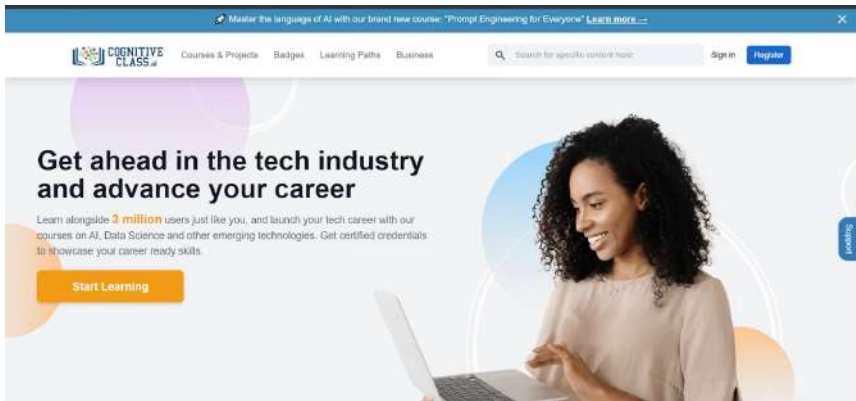 Master the language of AI with our brand new course: "Prompt Engineering for Everyone" Learn more →
COGNITIVE
CLASS.ai
Courses & Projects
Badges
Learning Paths
Business
Search for specific content here
Sign in
Register
Get ahead in the tech industry
and advance your career
Learn alongside 3 million users just like you, and launch your tech career with our
courses on AI, Data Science and other emerging technologies. Get certified credentials
to showcase your career ready skills.
Start Learning
Support